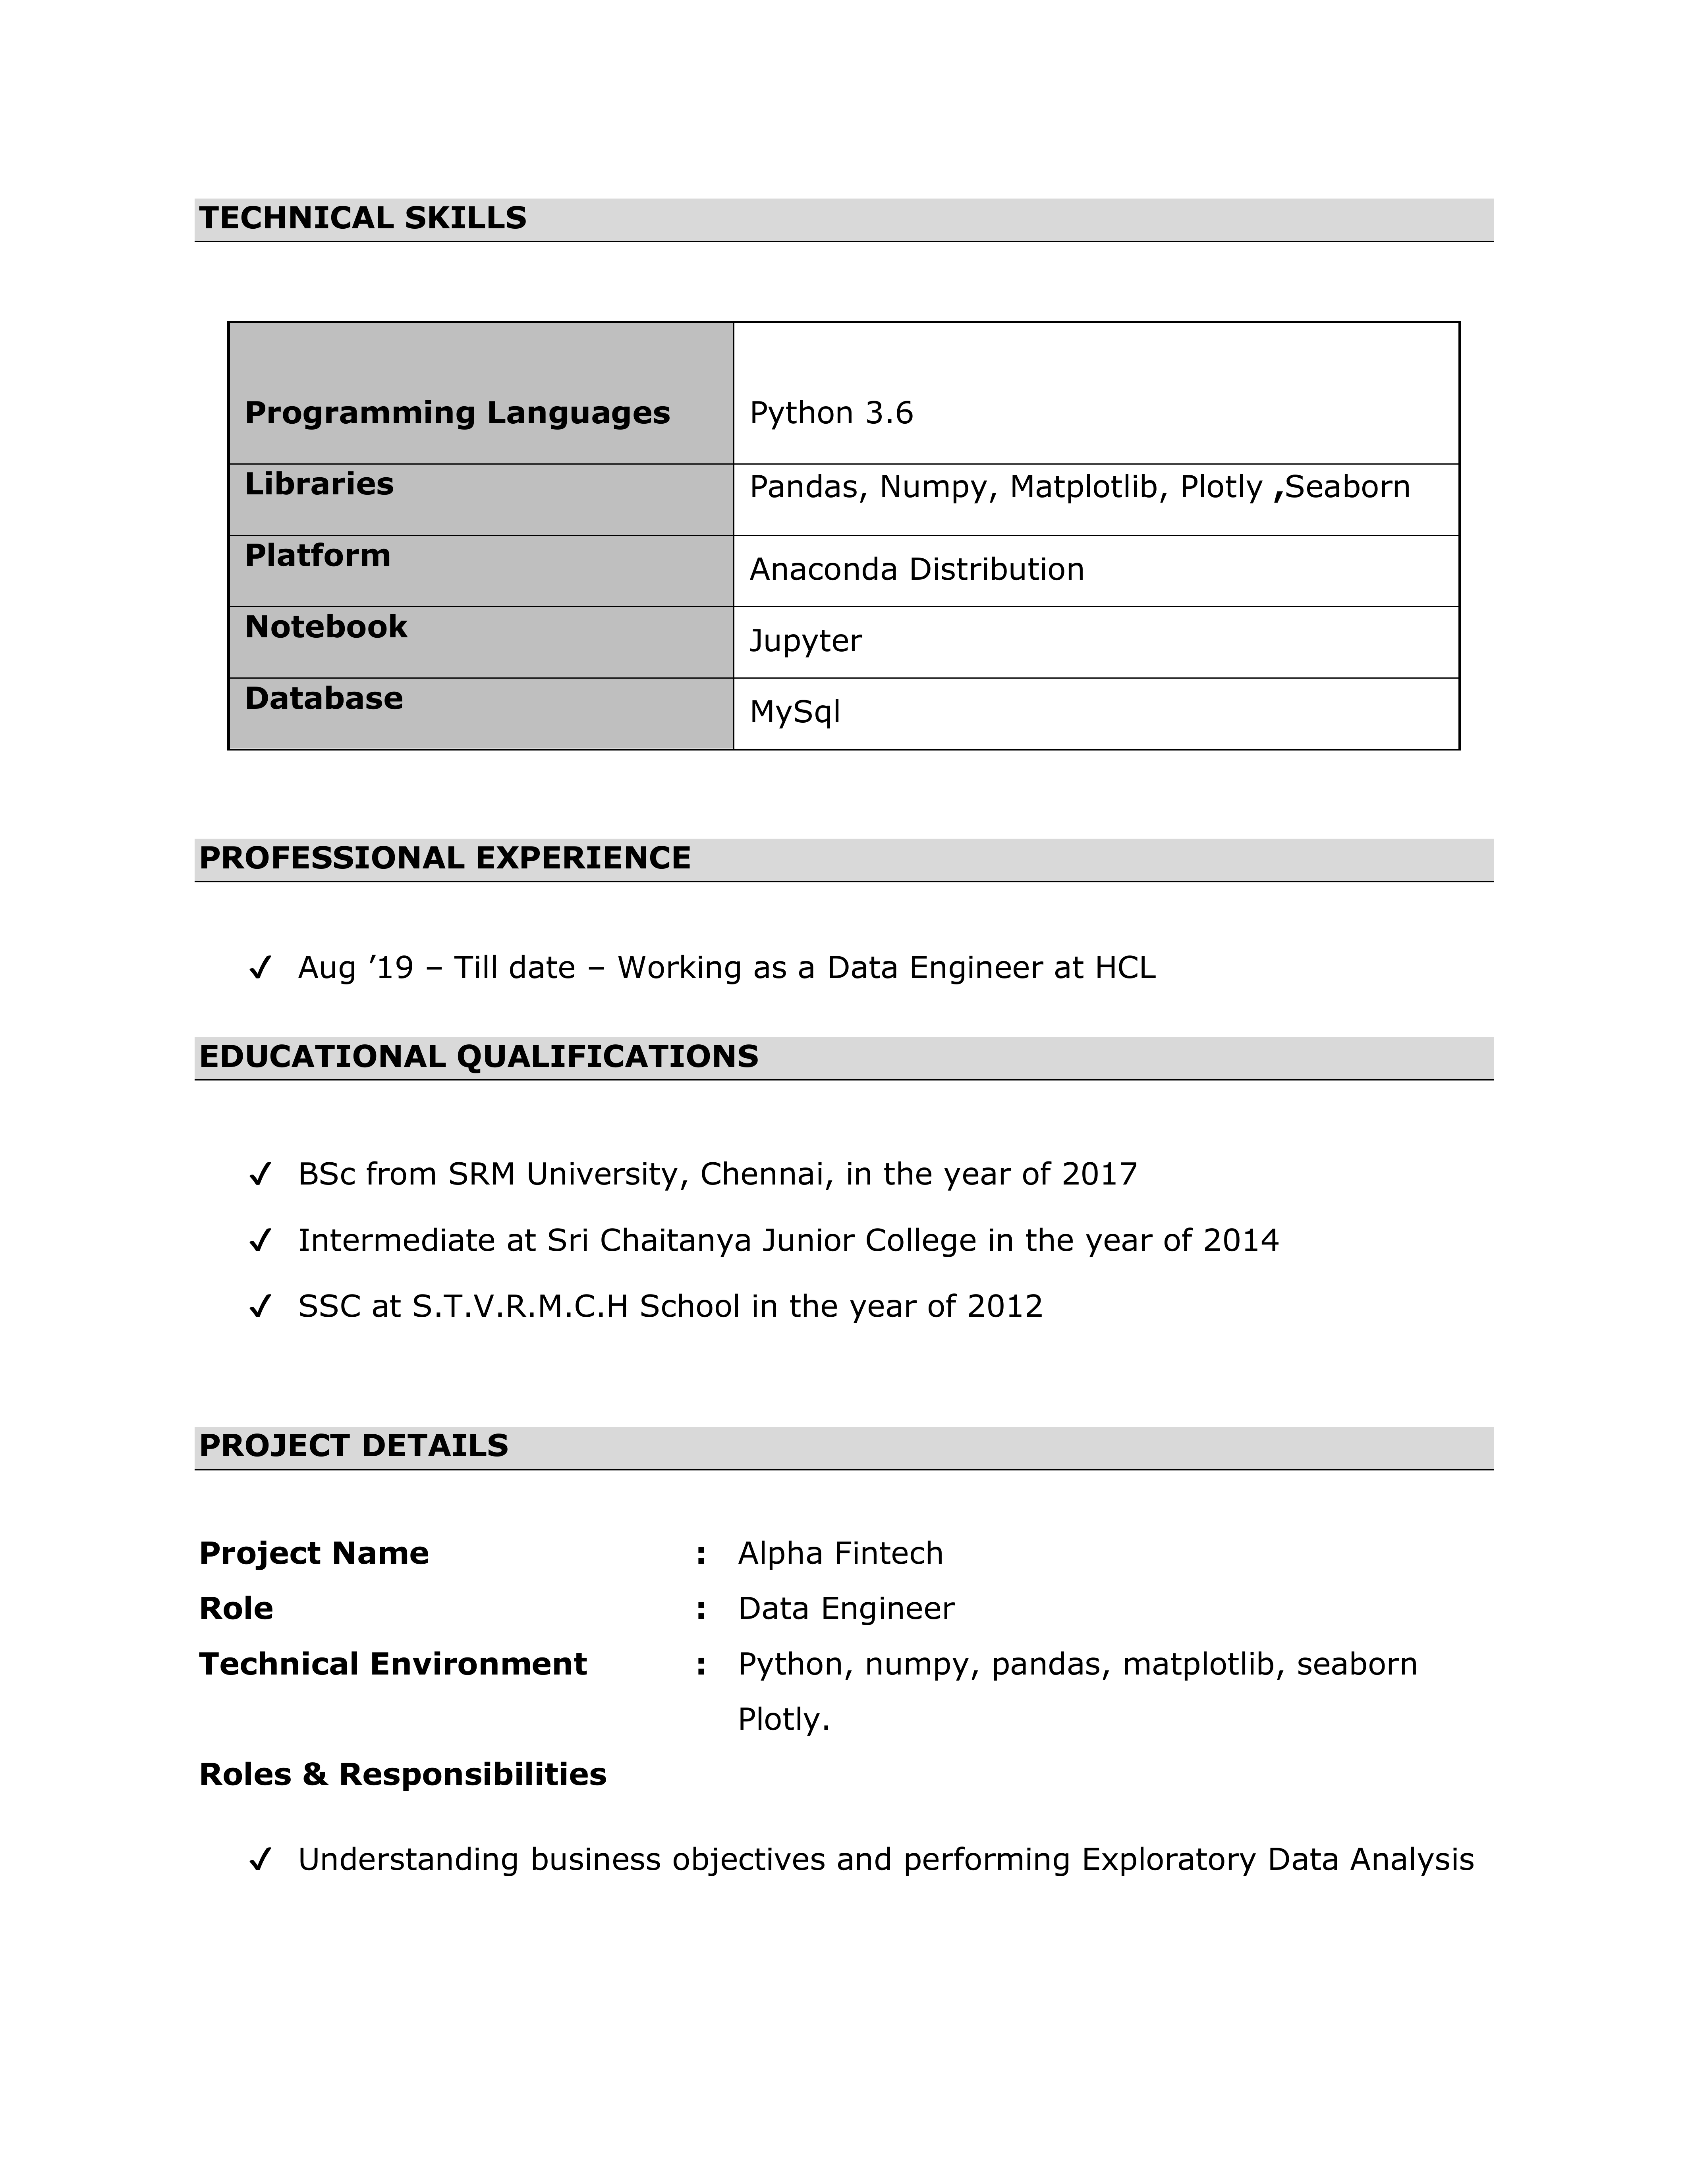 TECHNICAL SKILLS
Programming Languages Python 3.6
Libraries Pandas, Numpy, Matplotlib, Plotly ,Seaborn
Platform Anaconda Distribution
Notebook Jupyter
Database MySql
PROFESSIONAL EXPERIENCE
✓ Aug ’19 – Till date – Working as a Data Engineer at HCL
EDUCATIONAL QUALIFICATIONS
✓ BSc from SRM University, Chennai, in the year of 2017
✓ Intermediate at Sri Chaitanya Junior College in the year of 2014
✓ SSC at S.T.V.R.M.C.H School in the year of 2012
PROJECT DETAILS
Project Name : Alpha Fintech
Role : Data Engineer
Technical Environment : Python, numpy, pandas, matplotlib, seaborn
Plotly.
Roles & Responsibilities
✓ Understanding business objectives and performing Exploratory Data Analysis